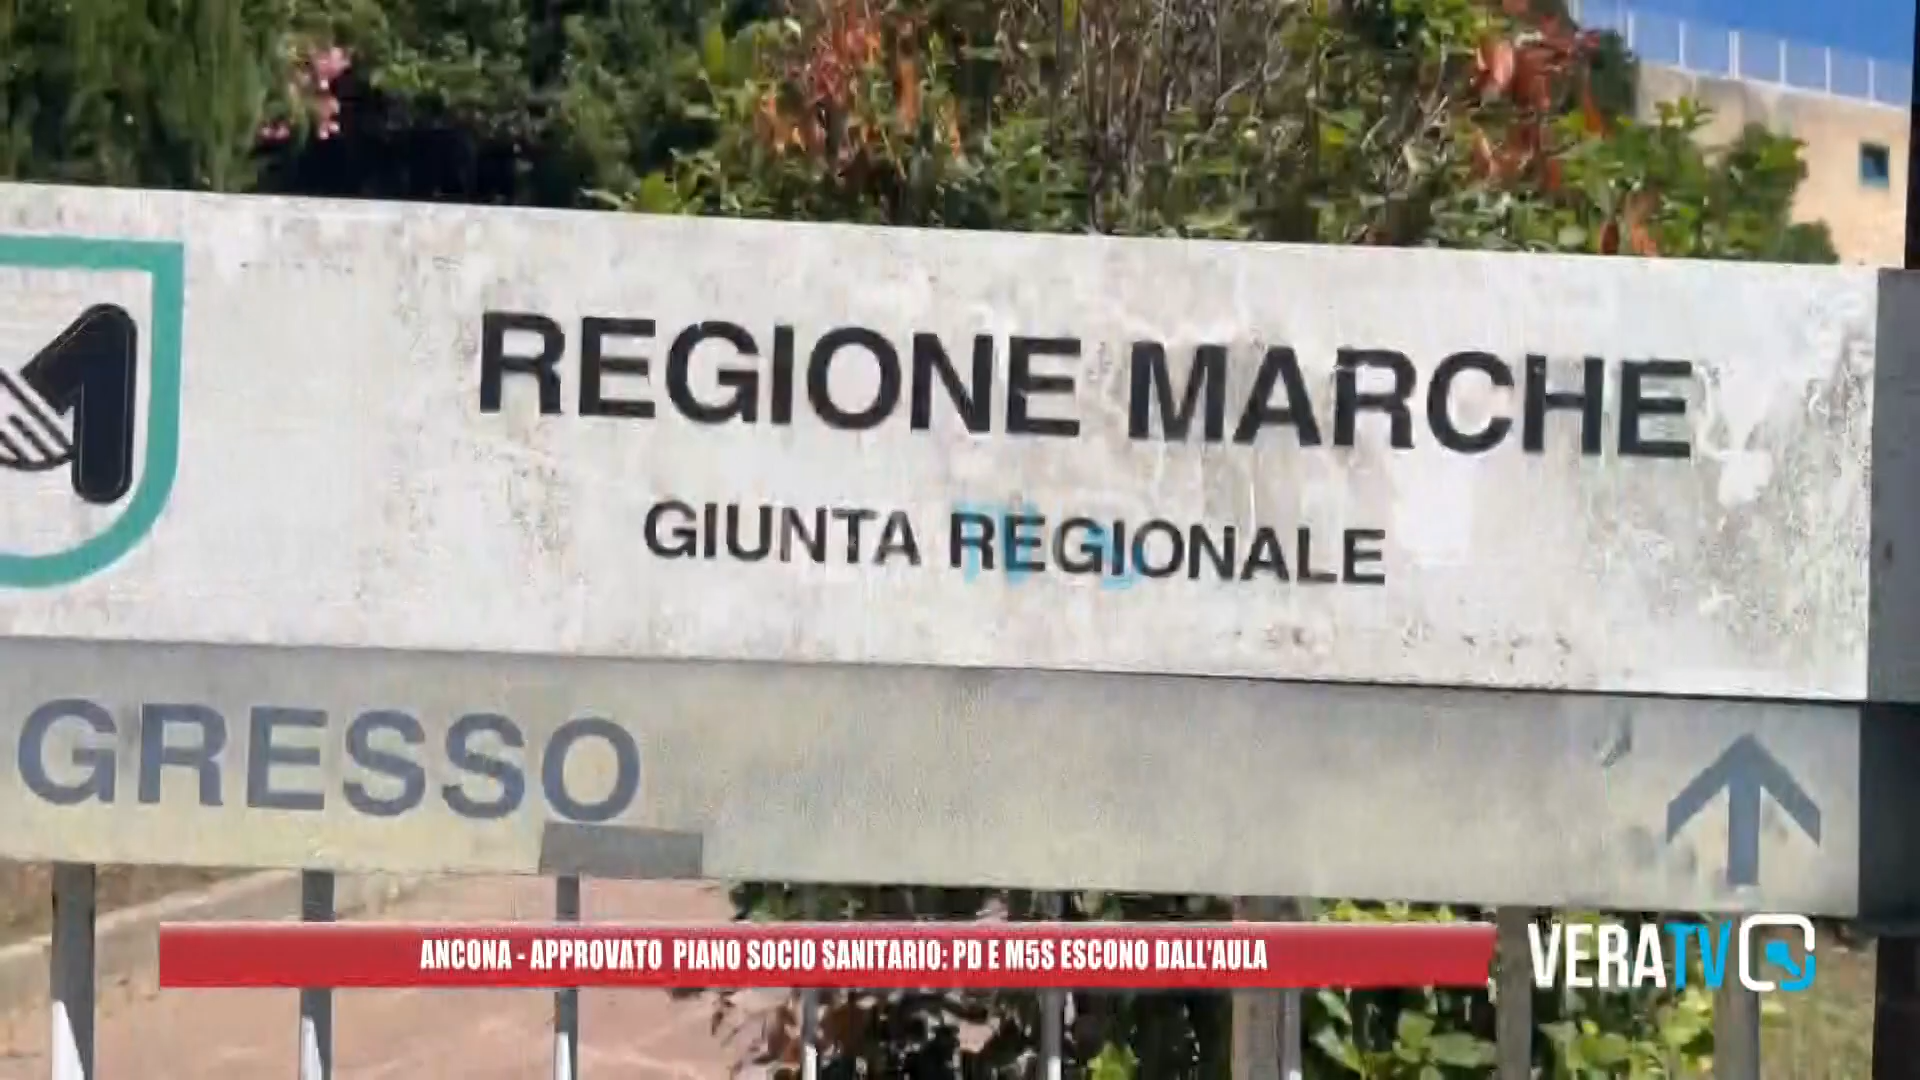 REGIONE MARCHE
GIUNTA REGIONALE
GRESSO
ANCONA - APPROVATO PIANO SOCIO SANITARIO: PD E M5S ESCONO DALL'AULA
VERATV